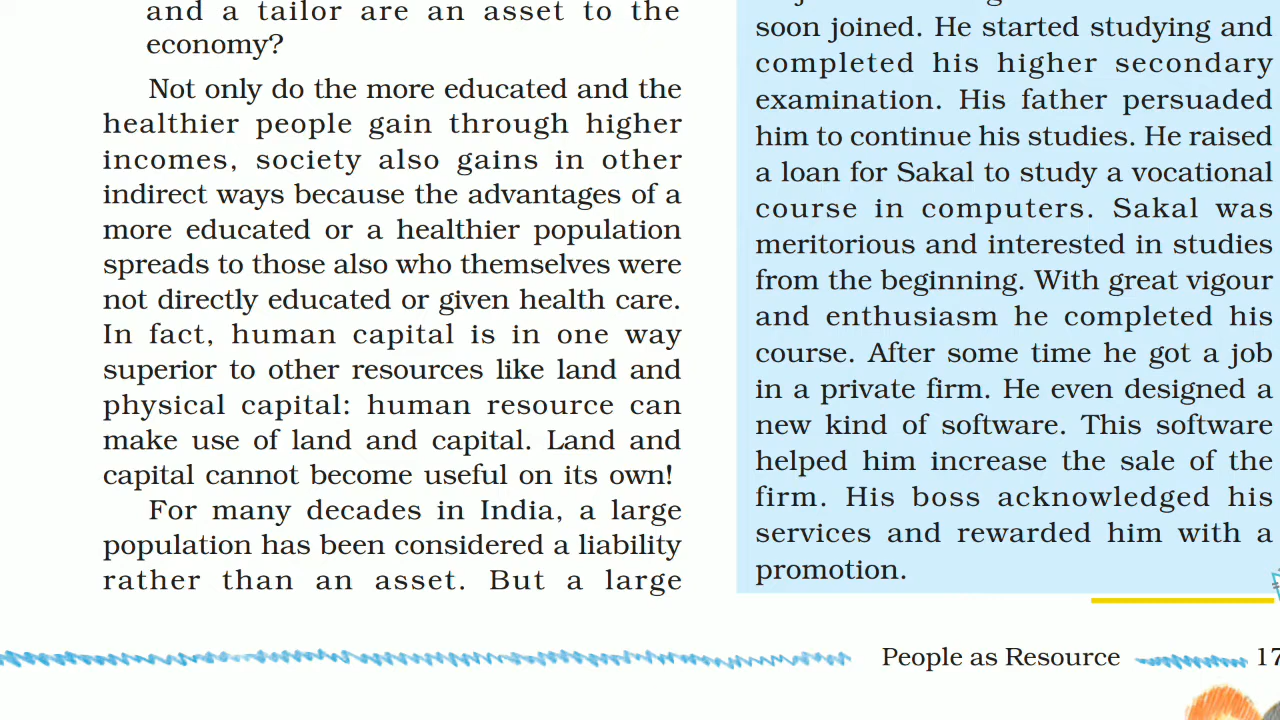 and a tailor are an asset to the
economy?
Not only do the more educated and the
healthier people gain through higher
incomes, society also gains in other
indirect ways because the advantages of a
more educated or a healthier population
spreads to those also who themselves were
not directly educated or given health care.
In fact, human capital is in one way
superior to other resources like land and
physical capital: human resource can
make use of land and capital. Land and
capital cannot become useful on its own!
For many decades in India, a large
population has been considered a liability
rather than an asset. But a large
soon joined. He started studying and
completed his higher secondary
examination. His father persuaded
him to continue his studies. He raised
a loan for Sakal to study a vocational
course in computers. Sakal was
meritorious and interested in studies
from the beginning. With great vigour
and enthusiasm he completed his
course. After some time he got a job
in a private firm. He even designed a
new kind of software. This software
helped him increase the sale of the
firm. His boss acknowledged his
services and rewarded him with a
promotion.
People as Resource 17